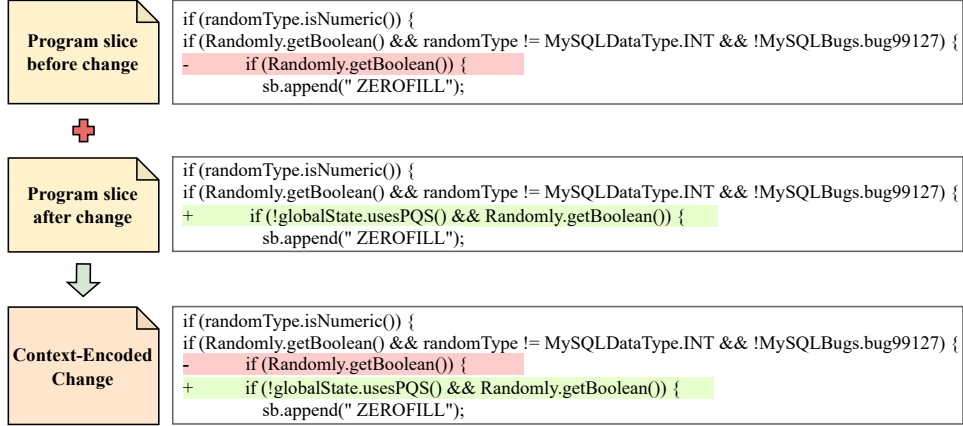 Program slice
before change
if (randomType.isNumeric()) {
if (Randomly.getBoolean() && randomType != MySQLDataType.INT && !MySQLBugs.bug99127) {
- if (Randomly.getBoolean()) {
sb.append(" ZEROFILL");
Program slice
after change
if (randomType.isNumeric()) {
if (Randomly.getBoolean() && randomType != MySQLDataType.INT && !MySQLBugs.bug99127) {
+ if (!globalState.usesPQS() && Randomly.getBoolean()) {
sb.append(" ZEROFILL");
Context-Encoded
Change
if (randomType.isNumeric()) {
if (Randomly.getBoolean() && randomType != MySQLDataType.INT && !MySQLBugs.bug99127) {
- if (Randomly.getBoolean()) {
+ if (!globalState.usesPQS() && Randomly.getBoolean()) {
sb.append(" ZEROFILL");